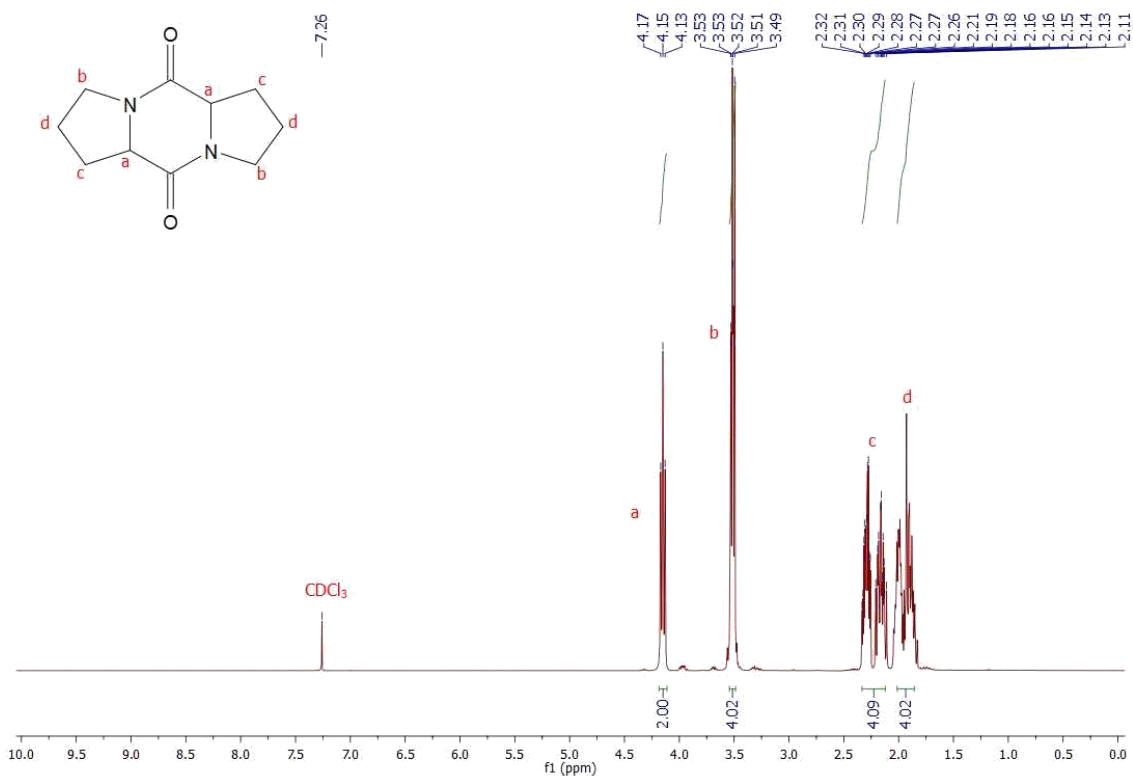 7.26
4.17
4.15
4.13
3.53
3.53
3.52
3.51
3.49
2.32
2.31
2.30
2.29
2.28
2.27
2.27
2.26
2.21
2.19
2.18
2.16
2.16
2.15
2.14
2.13
2.11
O
b
a
c
N
d
d
N
c
a
b
O
d
b
c
a
CDCl3
2.00
4.02
4.09
4.02
10.0 9.5 9.0 8.5 8.0 7.5 7.0 6.5 6.0 5.5 5.0 4.5 4.0 3.5 3.0 2.5 2.0 1.5 1.0 0.5 0.0
f1 (ppm)